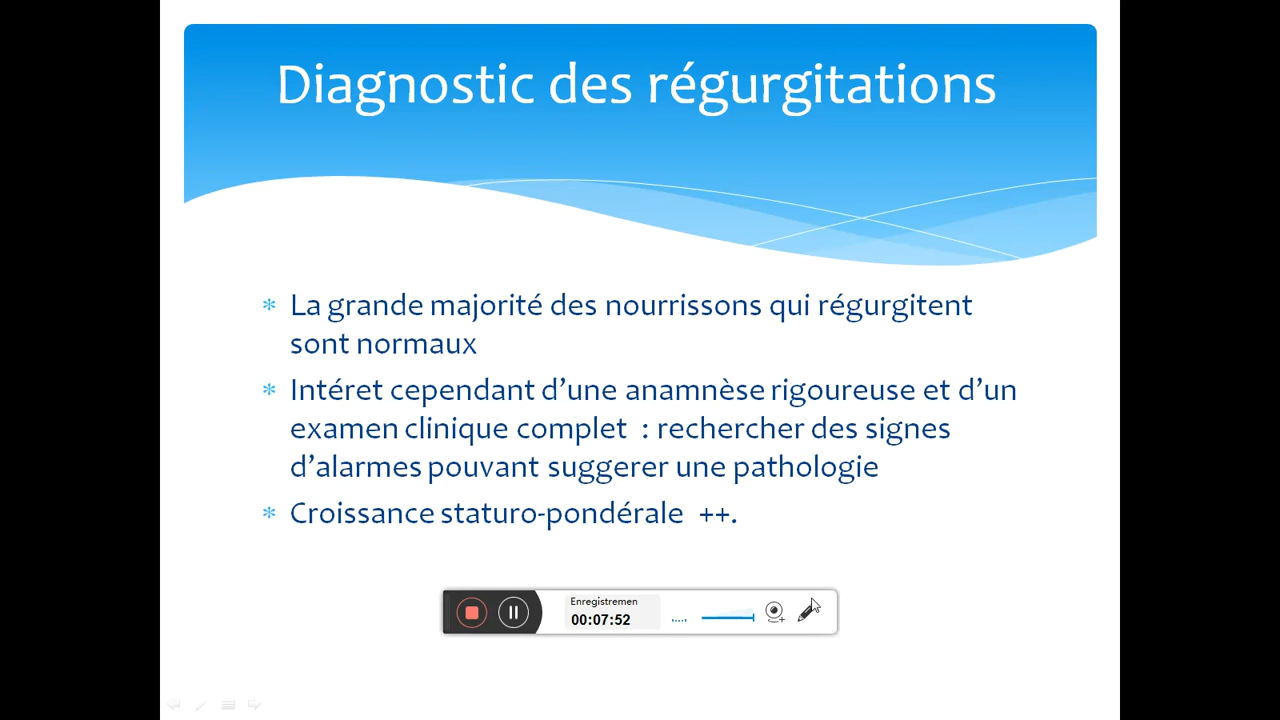 Diagnostic des régurgitations
* La grande majorité des nourrissons qui régurgitent
sont normaux
* Intéret cependant d’une anamnèse rigoureuse et d’un
examen clinique complet : rechercher des signes
d’alarmes pouvant suggerer une pathologie
* Croissance staturo-pondérale ++.
Enregistremen
00:07:52